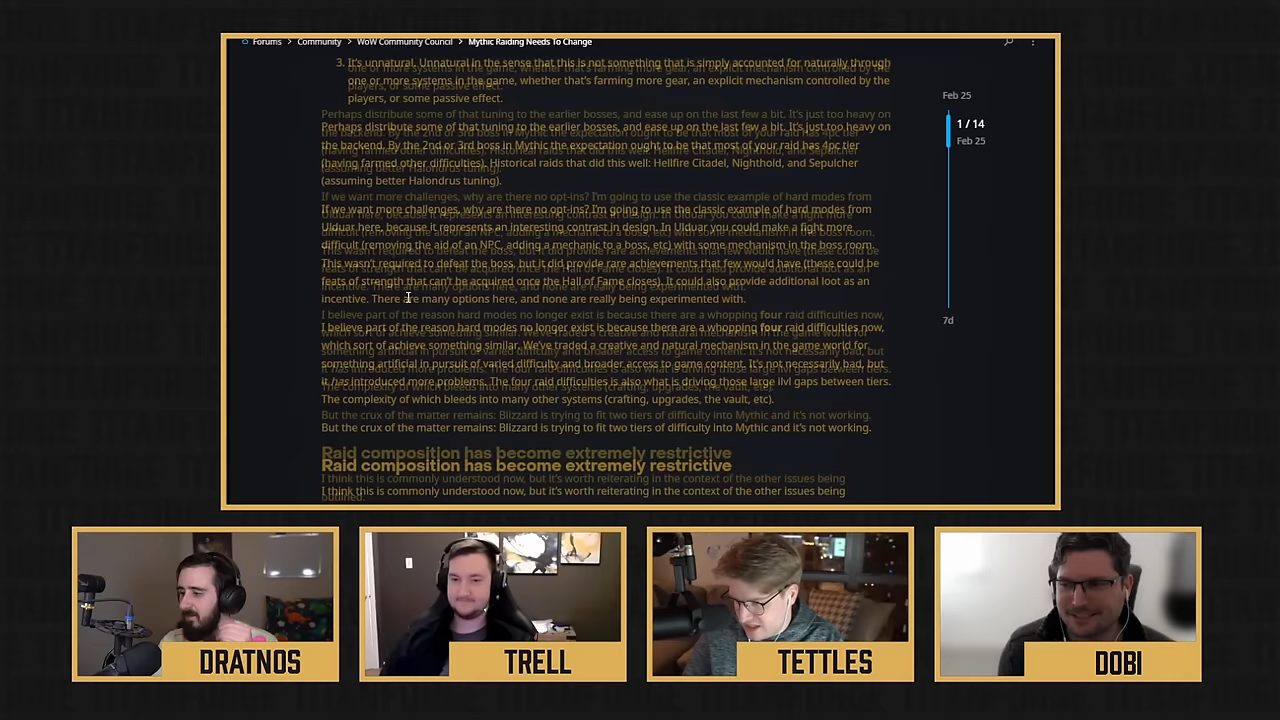 Forums > Community > WoW Community Council > Mythic Raiding Needs To Change
3. It's unnatural. Unnatural in the sense that this is not something that is simply accounted for naturally through
one or more systems in the game, whether that's farming more gear, an explicit mechanism controlled by the
players, or some passive effect.
Perhaps distribute some of that tuning to the earlier bosses, and ease up on the last few a bit. It's just too heavy on
the backend. By the 2nd or 3rd boss in Mythic the expectation ought to be that most of your raid has 4pc tier
(having farmed other difficulties). Historical raids that did this well: Hellfire Citadel, Nighthold, and Sepulcher
(assuming better Halondrus tuning).
If we want more challenges, why are there no opt-ins? I'm going to use the classic example of hard modes from
Ulduar here, because it represents an interesting contrast in design. In Ulduar you could make a fight more
difficult (removing the aid of an NPC, adding a mechanic to a boss, etc) with some mechanism in the boss room.
This wasn't required to defeat the boss, but it did provide rare achievements that few would have (these could be
feats of strength that can't be acquired once the Hall of Fame closes). It could also provide additional loot as an
incentive. There are many options here, and none are really being experimented with.
I believe part of the reason hard modes no longer exist is because there are a whopping four raid difficulties now,
which sort of achieve something similar. We've traded a creative and natural mechanism in the game world for
something artificial in pursuit of varied difficulty and broader access to game content. It's not necessarily bad, but
it has introduced more problems. The four raid difficulties is also what is driving those large ilvl gaps between tiers.
The complexity of which bleeds into many other systems (crafting, upgrades, the vault, etc).
But the crux of the matter remains: Blizzard is trying to fit two tiers of difficulty into Mythic and it's not working.
Raid composition has become extremely restrictive
I think this is commonly understood now, but it's worth reiterating in the context of the other issues being
outlined.
Feb 25
1 / 14
Feb 25
7d
DRATNOS
TRELL
TETTLES
DOBI